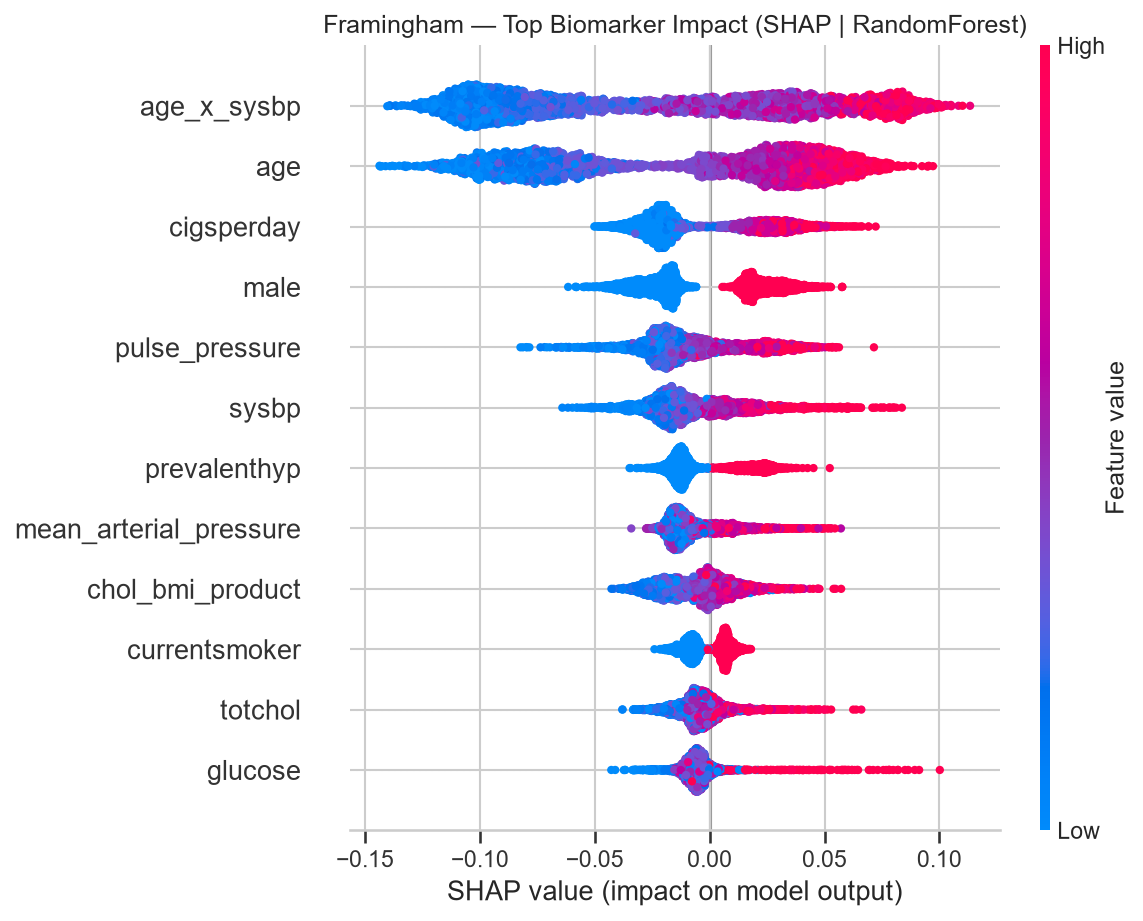 Framingham — Top Biomarker Impact (SHAP | RandomForest)
High
age_x_sysbp
age
cigsperday
male
pulse_pressure
sysbp
prevalenthyp
mean_arterial_pressure
chol_bmi_product
currentsmoker
totchol
glucose
Feature value
Low
−0.15 −0.10 −0.05 0.00 0.05 0.10
SHAP value (impact on model output)